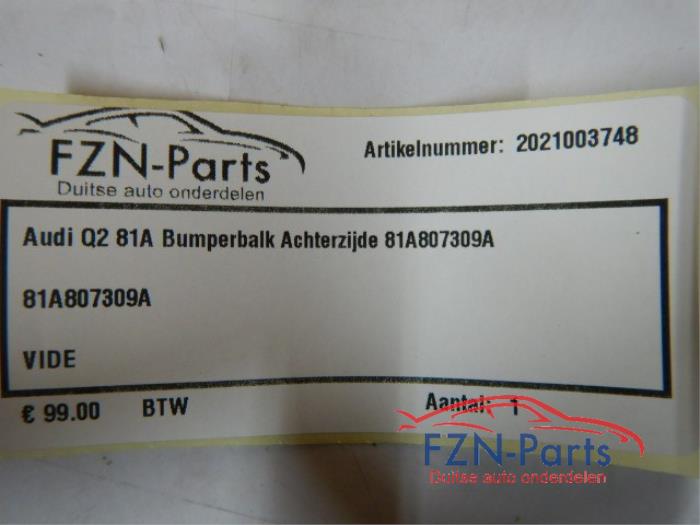 FZN-Parts
Duitse auto onderdelen
Artikelnummer: 2021003748
Audi Q2 81A Bumperbalk Achterzijde 81A807309A
81A807309A
VIDE
€ 99.00 BTW Aantal: 1
FZN-Parts
Duitse auto onderdelen